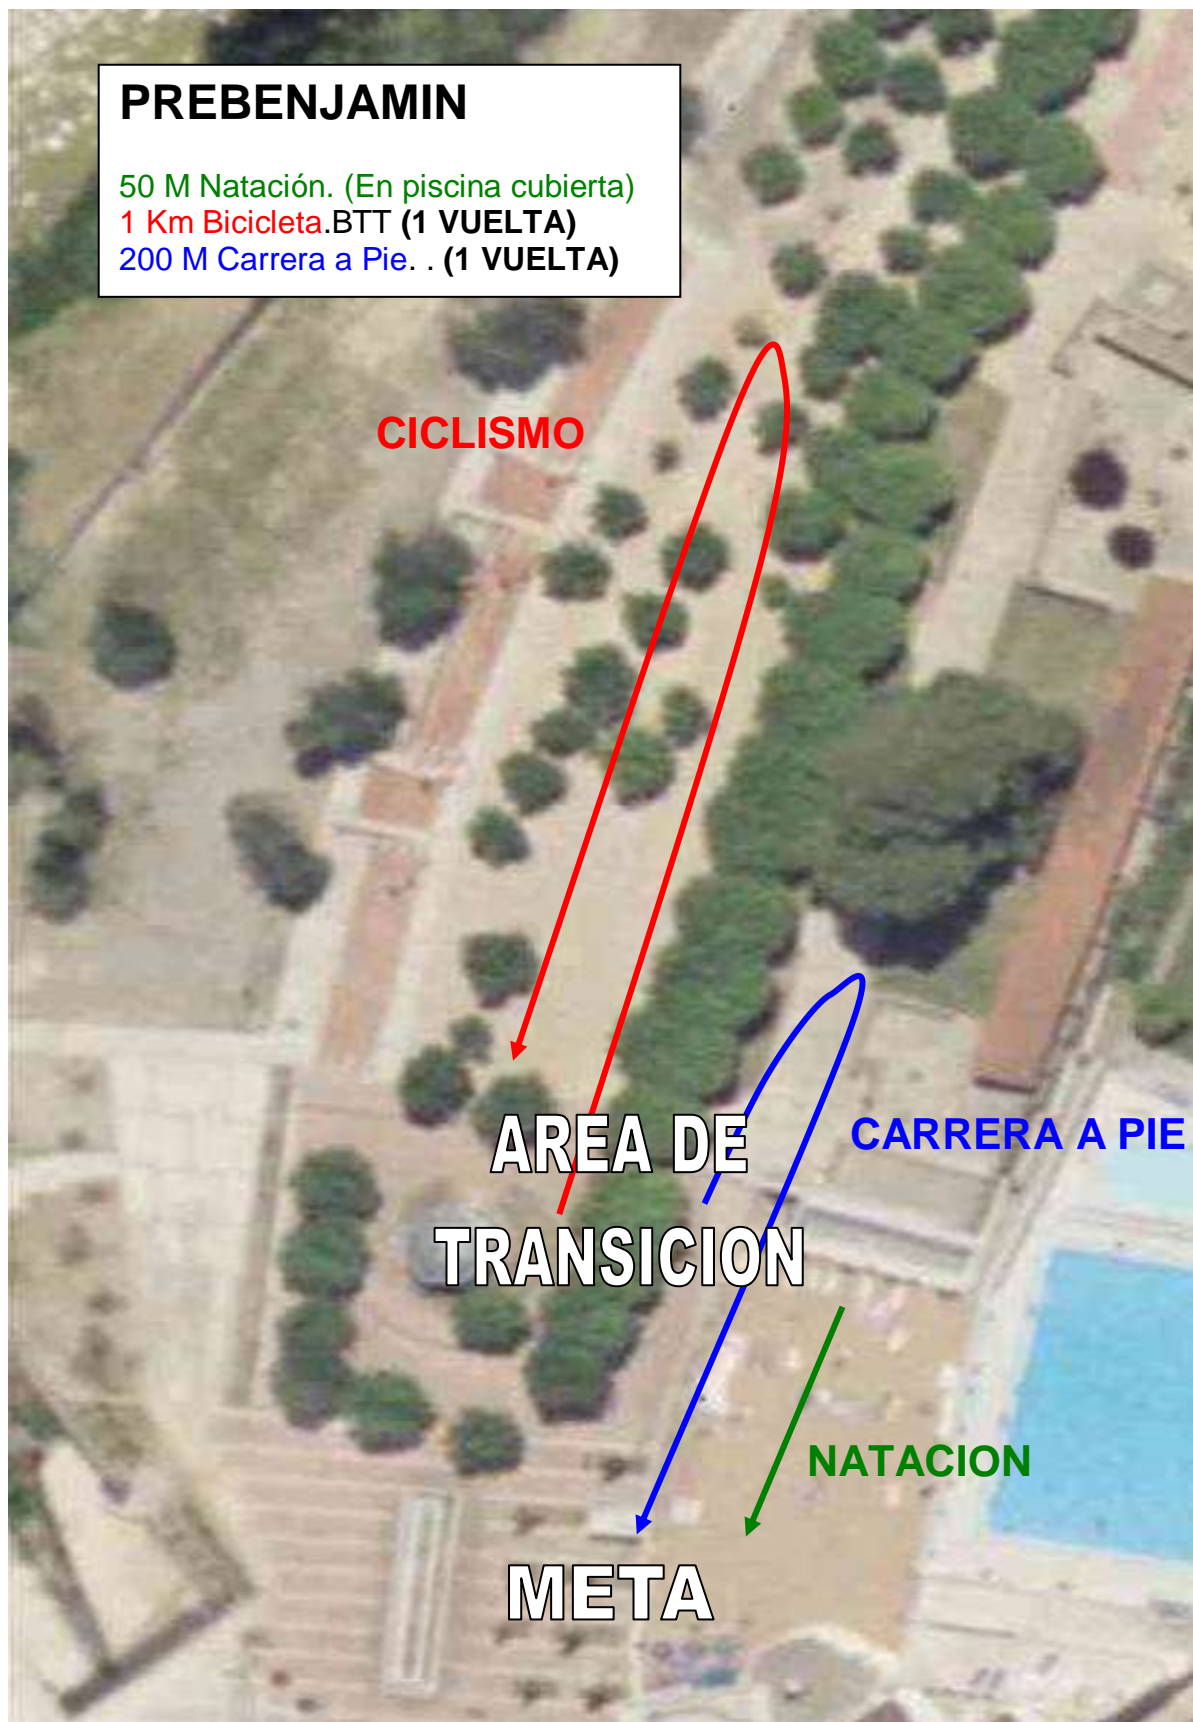 PREBENJAMIN
50 M Natación. (En piscina cubierta)
1 Km Bicicleta.BTT (1 VUELTA)
200 M Carrera a Pie. . (1 VUELTA)
CICLISMO
AREA DE
CARRERA A PIE
TRANSICION
NATACION
META